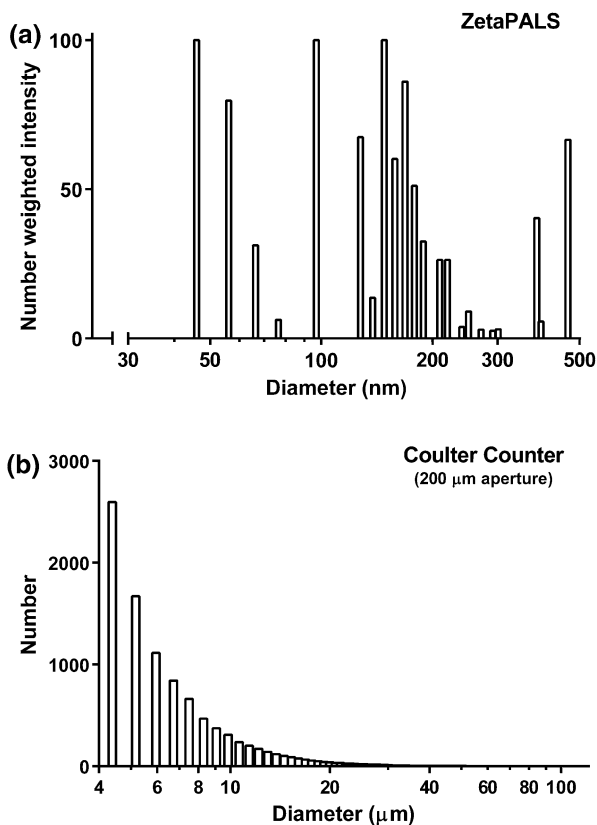 (a)
ZetaPALS
Number weighted intensity
100
50
0
30 50 100 200 300 500
Diameter (nm)
(b)
Coulter Counter
(200 μm aperture)
Number
3000
2000
1000
0
4 6 8 10 20 40 60 80 100
Diameter (μm)